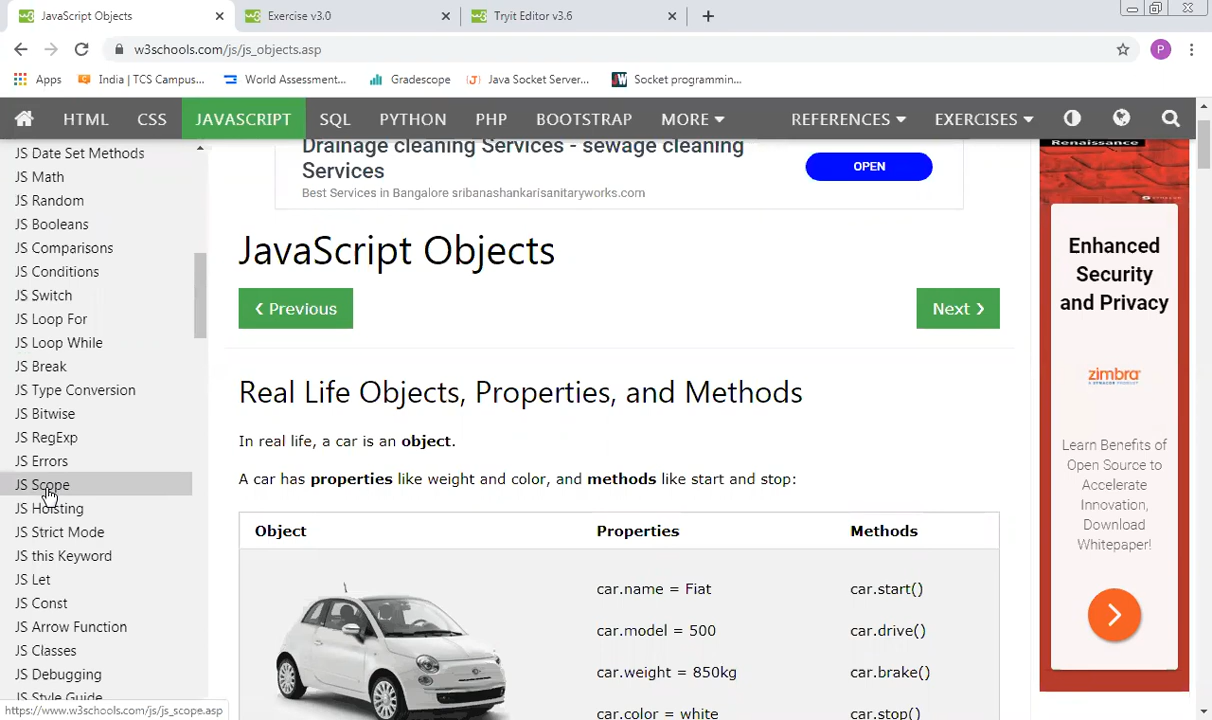 JavaScript Objects
Exercise v3.0
Tryit Editor v3.6
w3schools.com/js/js_objects.asp
P
Apps
India | TCS Campus...
World Assessment...
Gradescope
Java Socket Server...
Socket programmin...
HTML
CSS
JAVASCRIPT
SQL
PYTHON
PHP
BOOTSTRAP
MORE
REFERENCES
EXERCISES
JS Date Set Methods
JS Math
JS Random
JS Booleans
JS Comparisons
JS Conditions
JS Switch
JS Loop For
JS Loop While
JS Break
JS Type Conversion
JS Bitwise
JS RegExp
JS Errors
JS Scope
JS Hoisting
JS Strict Mode
JS this Keyword
JS Let
JS Const
JS Arrow Function
JS Classes
JS Debugging
JS Style Guide
https://www.w3schools.com/js/js_scope.asp
Drainage cleaning Services - sewage cleaning
Services
Best Services in Bangalore sribanashankarisanitaryworks.com
OPEN
JavaScript Objects
❮ Previous
Next ❯
Real Life Objects, Properties, and Methods
In real life, a car is an object.
A car has properties like weight and color, and methods like start and stop:
Object Properties Methods
car.name = Fiat car.start()
car.model = 500 car.drive()
car.weight = 850kg car.brake()
car.color = white car.stop()
Renaissance
Enhanced
Security
and Privacy
zimbra
A SYNACOR PRODUCT
Learn Benefits of
Open Source to
Accelerate
Innovation,
Download
Whitepaper!